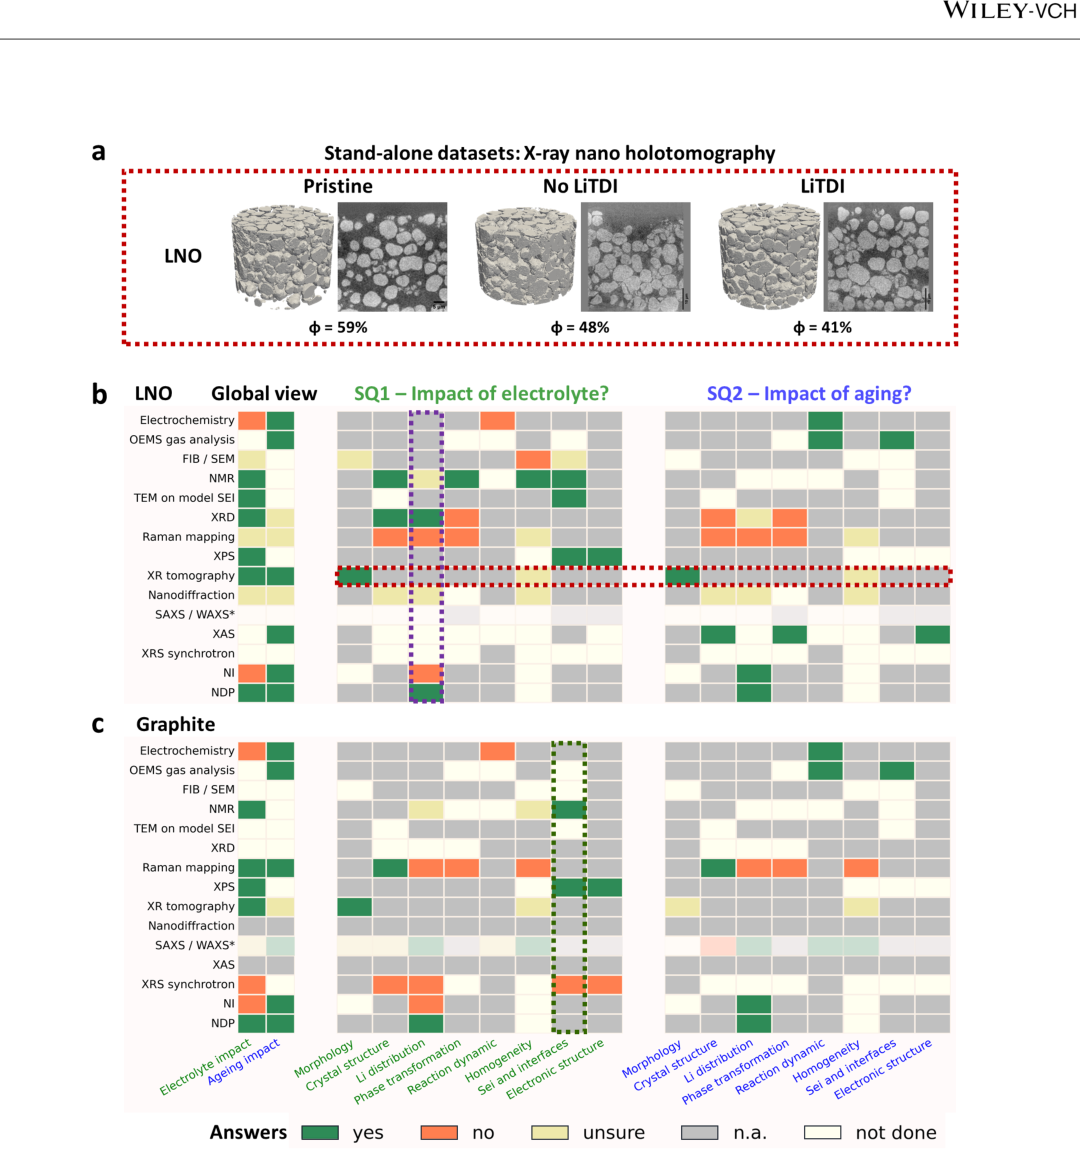 WILEY-VCH
a
Stand-alone datasets: X-ray nano holotomography
Pristine
No LiTDI
LiTDI
LNO
ϕ = 59%
ϕ = 48%
ϕ = 41%
b
LNO
Global view
SQ1 – Impact of electrolyte?
SQ2 – Impact of aging?
Electrochemistry
OEMS gas analysis
FIB / SEM
NMR
TEM on model SEI
XRD
Raman mapping
XPS
XR tomography
Nanodiffraction
SAXS / WAXS*
XAS
XRS synchrotron
NI
NDP
c
Graphite
Electrochemistry
OEMS gas analysis
FIB / SEM
NMR
TEM on model SEI
XRD
Raman mapping
XPS
XR tomography
Nanodiffraction
SAXS / WAXS*
XAS
XRS synchrotron
NI
NDP
Electrolyte impact
Ageing impact
Morphology
Crystal structure
Li distribution
Phase transformation
Reaction dynamic
Homogeneity
Sei and interfaces
Electronic structure
Morphology
Crystal structure
Li distribution
Phase transformation
Reaction dynamic
Homogeneity
Sei and interfaces
Electronic structure
Answers
yes
no
unsure
n.a.
not done